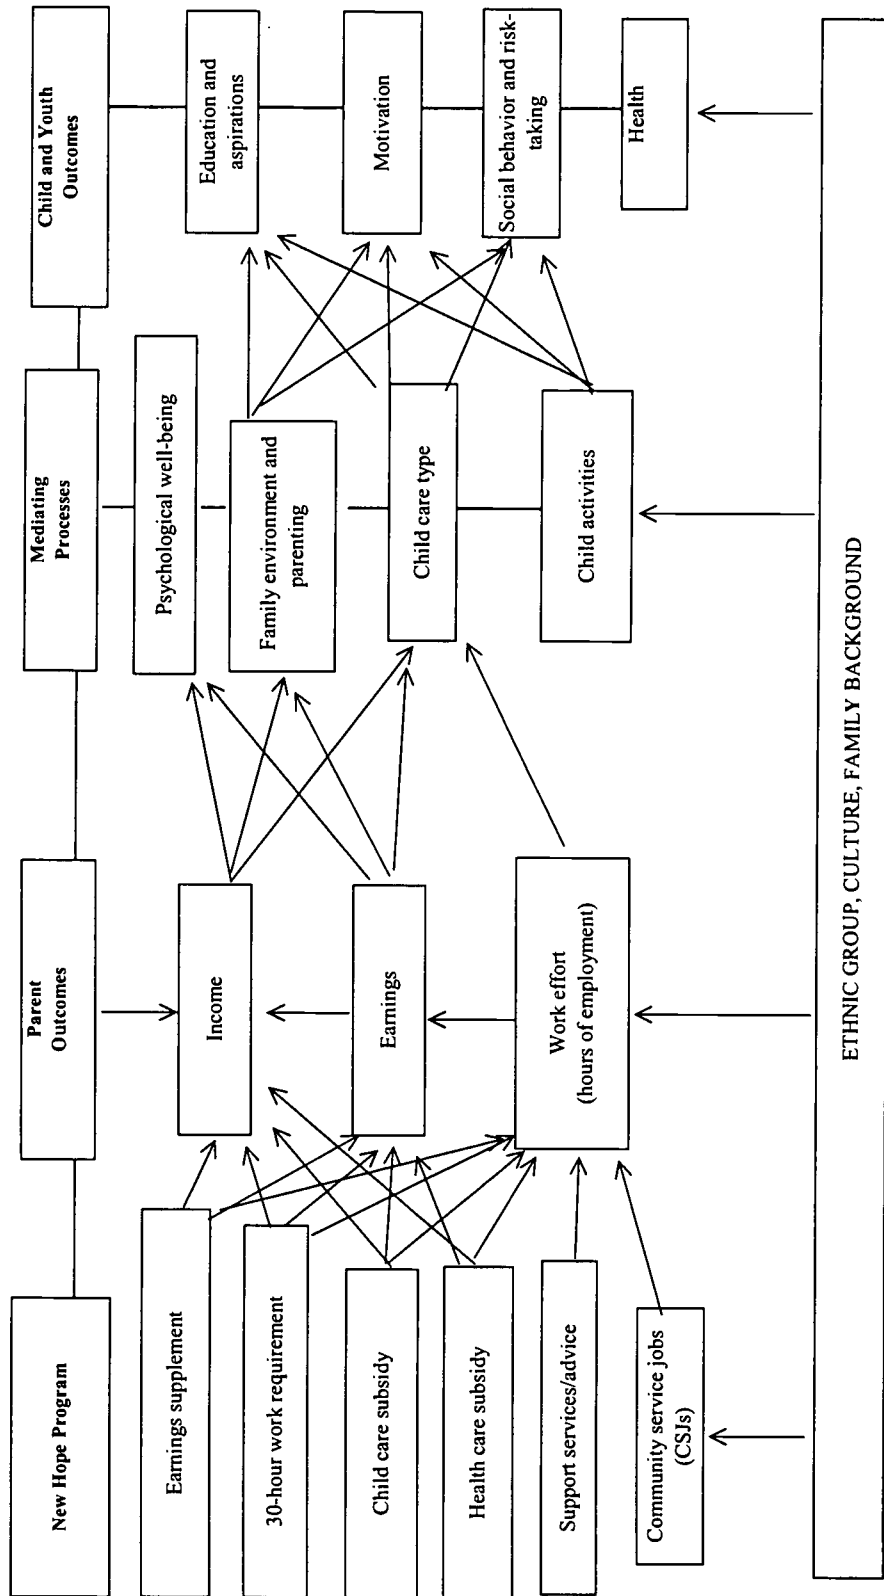 New Hope Program
Earnings supplement
30-hour work requirement
Child care subsidy
Health care subsidy
Support services/advice
Community service jobs
(CSJs)
Parent
Outcomes
Income
Earnings
Work effort
(hours of employment)
Mediating
Processes
Psychological well-being
Family environment and
parenting
Child care type
Child activities
Child and Youth
Outcomes
Education and
aspirations
Motivation
Social behavior and risk-
taking
Health
ETHNIC GROUP, CULTURE, FAMILY BACKGROUND